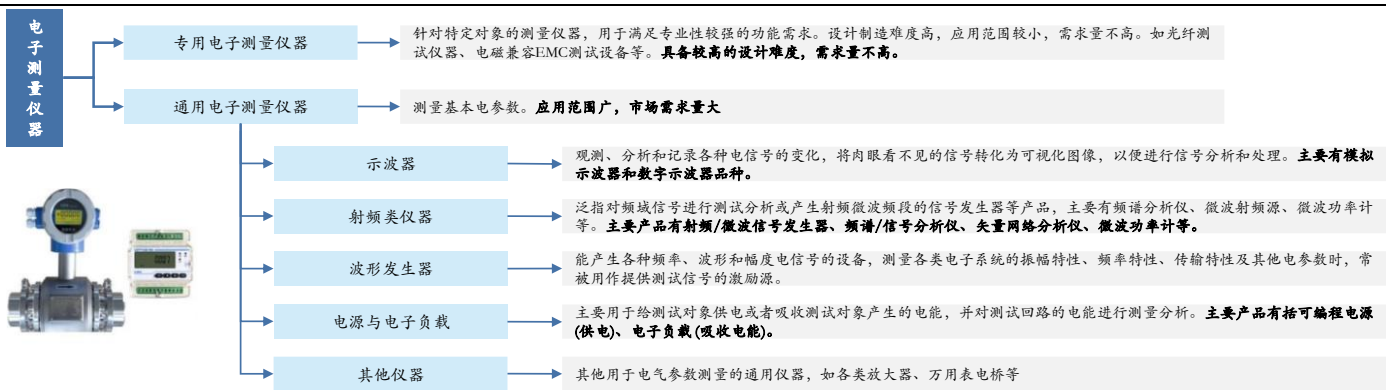 电子测量仪器
专用电子测量仪器
针对特定对象的测量仪器，用于满足专业性较强的功能需求。设计制造难度高，应用范围较小，需求量不高。如光纤测
试仪器、电磁兼容EMC测试设备等。具备较高的设计难度，需求量不高。
通用电子测量仪器
测量基本电参数。应用范围广，市场需求量大
示波器
观测、分析和记录各种电信号的变化，将肉眼看不见的信号转化为可视化图像，以便进行信号分析和处理。主要有模拟
示波器和数字示波器品种。
射频类仪器
泛指对频域信号进行测试分析或产生射频微波频段的信号发生器等产品，主要有频谱分析仪、微波射频源、微波功率计
等。主要产品有射频/微波信号发生器、频谱/信号分析仪、矢量网络分析仪、微波功率计等。
波形发生器
能产生各种频率、波形和幅度电信号的设备，测量各类电子系统的振幅特性、频率特性、传输特性及其他电参数时，常
被用作提供测试信号的激励源。
电源与电子负载
主要用于给测试对象供电或者吸收测试对象产生的电能，并对测试回路的电能进行测量分析。主要产品有括可编程电源
(供电)、电子负载(吸收电能)。
其他仪器
其他用于电气参数测量的通用仪器，如各类放大器、万用表电桥等